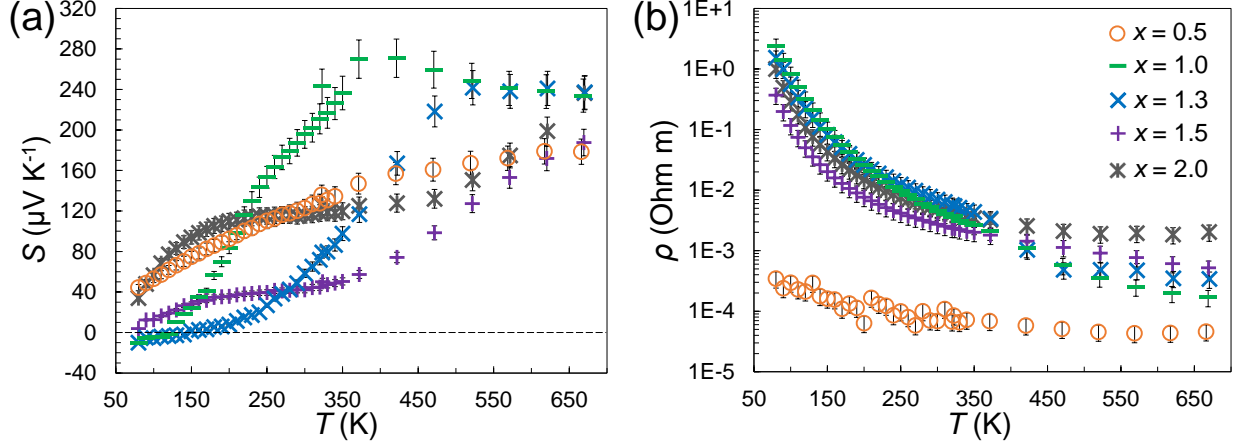 (a)
S (µV K⁻¹)
320
280
240
200
160
120
80
40
0
-40
50 150 250 350 450 550 650
T (K)
(b)
ρ (Ohm m)
1E+1
1E+0
1E-1
1E-2
1E-3
1E-4
1E-5
50 150 250 350 450 550 650
T (K)
x = 0.5
x = 1.0
x = 1.3
x = 1.5
x = 2.0